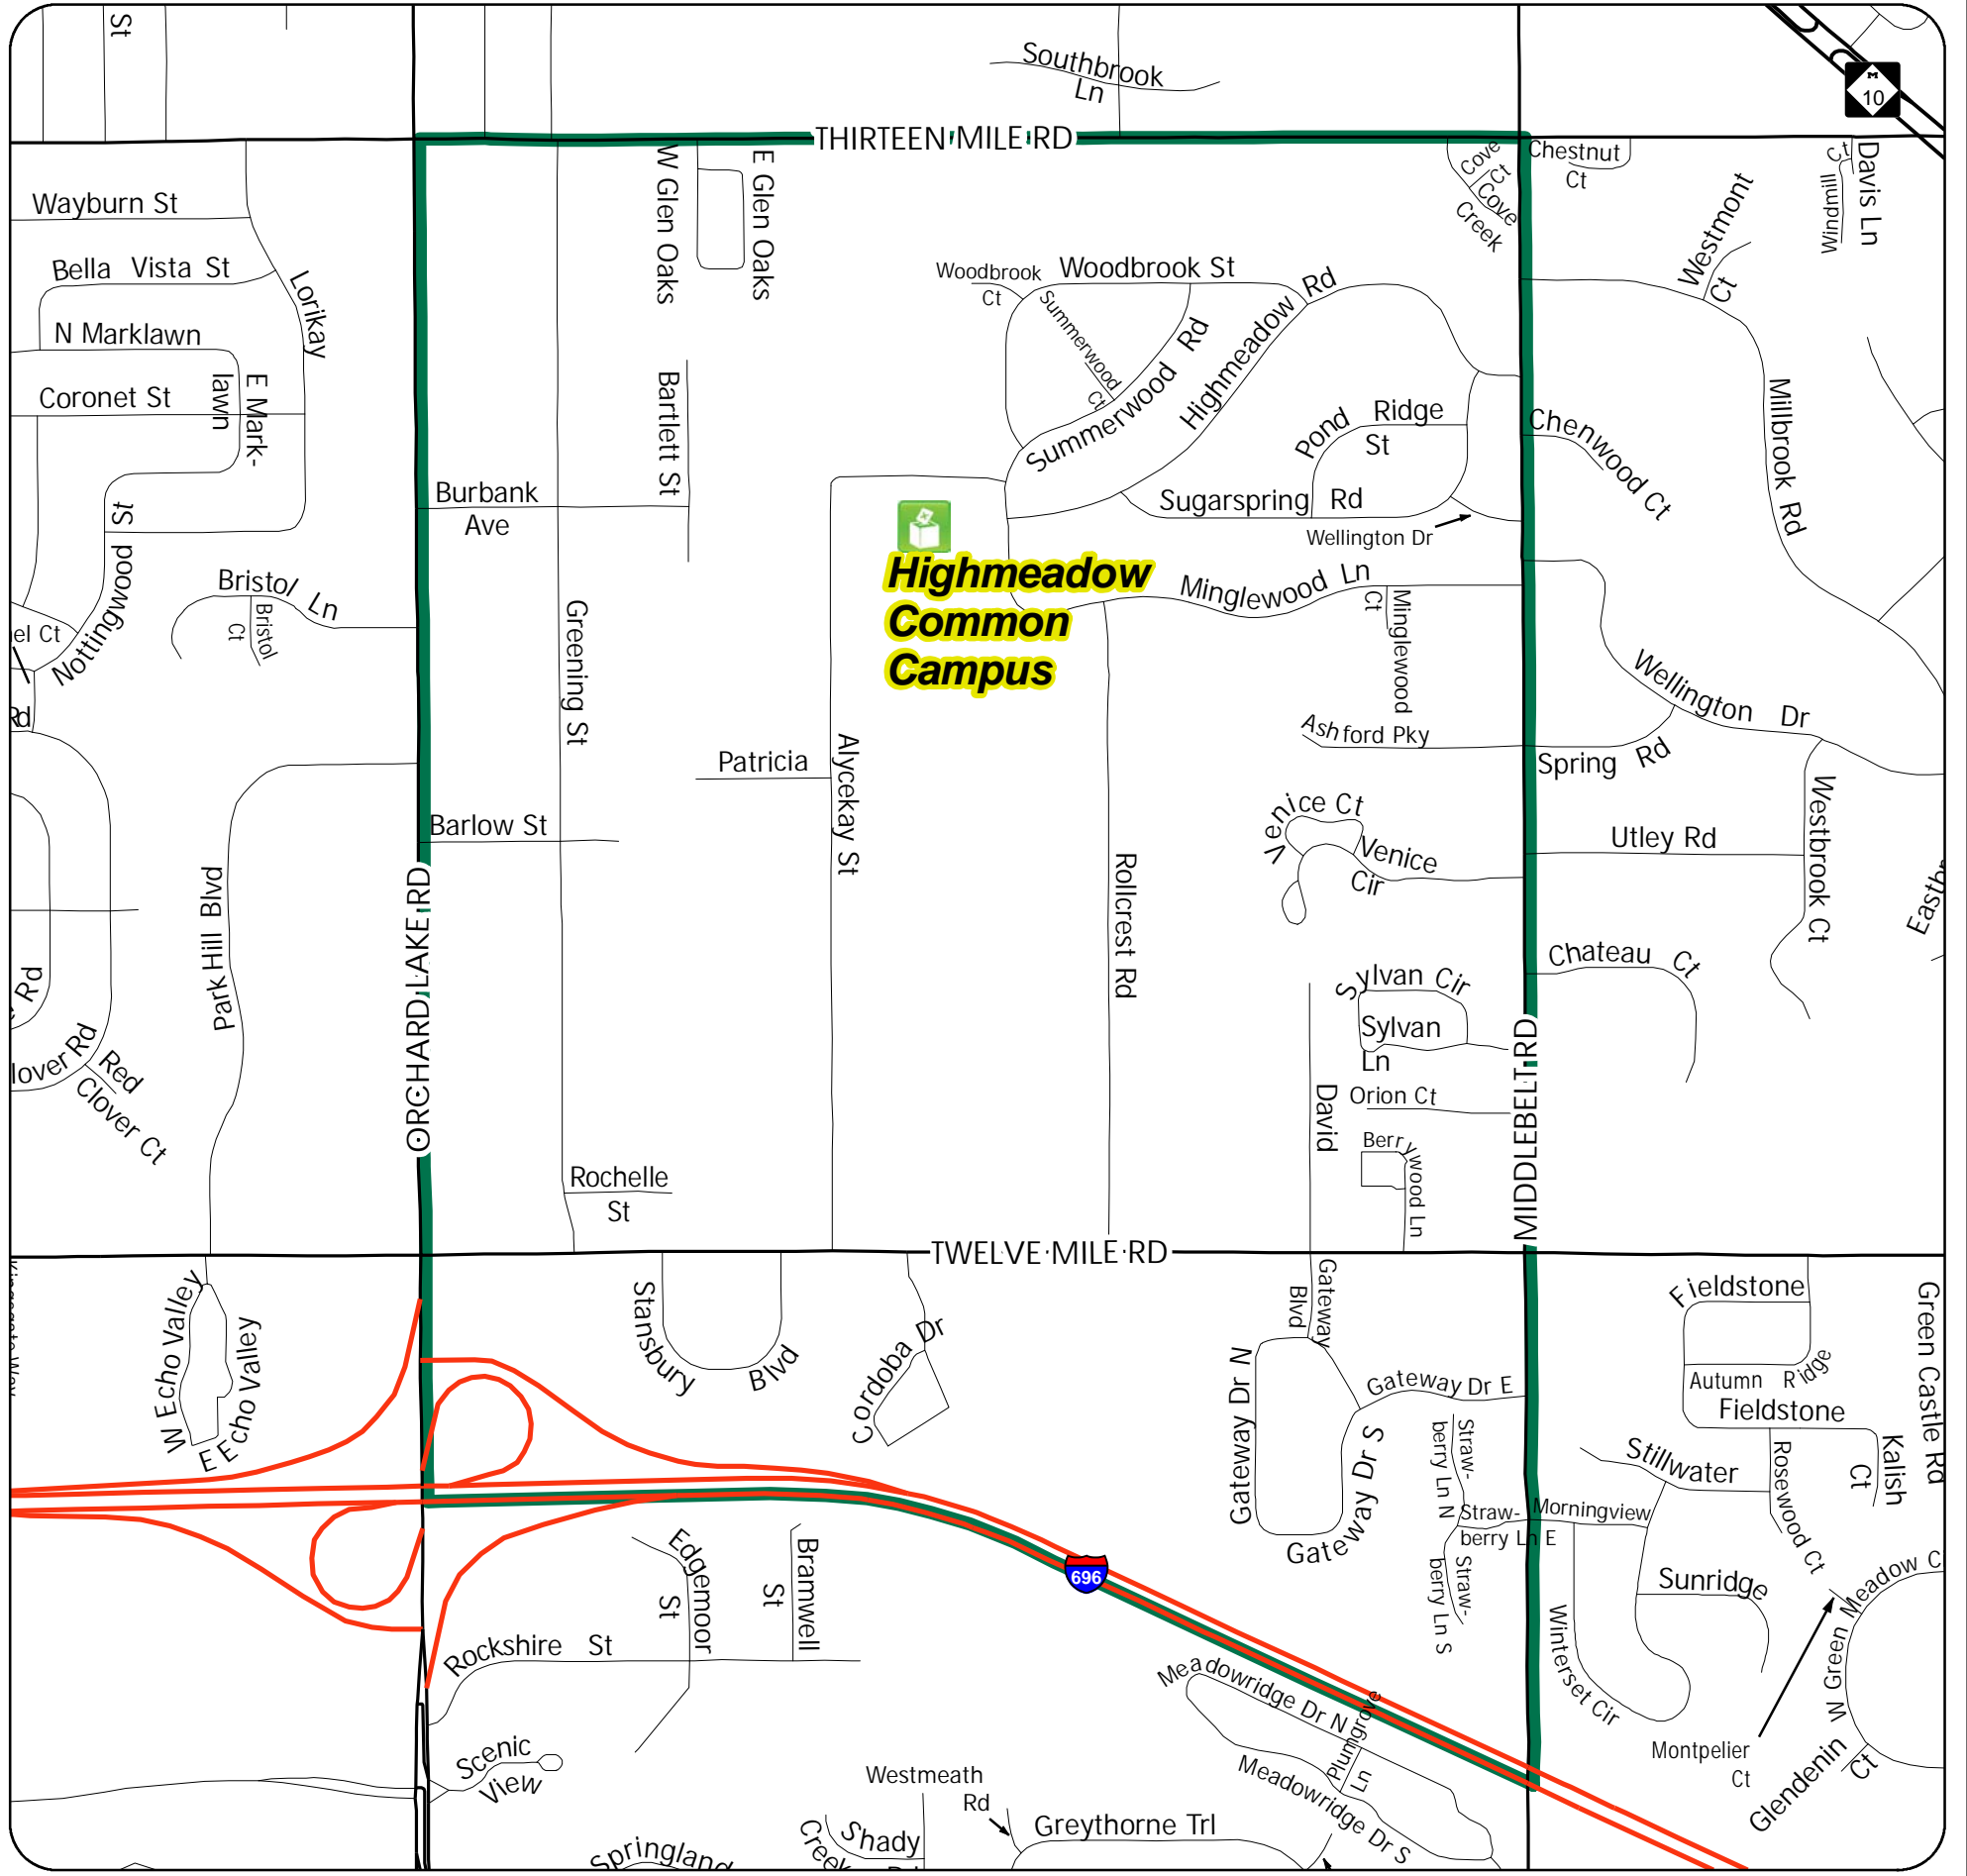 St
Southbrook
Ln
M
10
THIRTEEN MILE RD
Wayburn St
Bella Vista St
Lorikay
N Marklawn
E Mark-
lawn
Coronet St
Nottingwood St
Bristol Ln
Bristol
Ct
W Glen Oaks
E Glen Oaks
Bartlett St
Burbank
Ave
Greening St
Woodbrook
Ct
Woodbrook St
Summerwood
Ct
Summerwood Rd
Highmeadow Rd
Pond Ridge
St
Sugarspring Rd
Wellington Dr
Cove
Ct
Cove
Creek
Chestnut
Ct
Westmont
Ct
Windmill
Ct
Davis Ln
Millbrook Rd
Chenwood Ct
Highmeadow
Common
Campus
Minglewood Ln
Minglewood
Ct
Ashford Pky
Wellington Dr
Spring Rd
Patricia
Alycekay St
Barlow St
Park Hill Blvd
ORCHARD LAKE RD
Rollcrest Rd
Venice Ct
Venice
Cir
Utley Rd
Westbrook Ct
Chateau Ct
Sylvan Cir
Sylvan
Ln
Orion Ct
David
Berrywood Ln
MIDDLEBELT RD
Rd
Rd
Red
Clover Ct
Rochelle
St
TWELVE MILE RD
W Echo Valley
E Echo Valley
Stansbury Blvd
Cordoba Dr
Gateway
Blvd
Gateway Dr N
Gateway Dr E
Gateway Dr S
Straw-
berry Ln N
Straw-
berry Ln E
Straw-
berry Ln S
Fieldstone
Autumn Ridge
Fieldstone
Green Castle Rd
Kalish
Ct
Stillwater
Rosewood Ct
Morningview
Sunridge
Winterset Cir
Green Meadow
Montpelier
Ct
Glendenin
Ct
696
Edgemoor
St
Bramwell
St
Rockshire St
Scenic
View
Meadowridge Dr N
Plumgrove
Ln
Meadowridge Dr S
Westmeath
Rd
Greythorne Trl
Shady
Creek
Springland